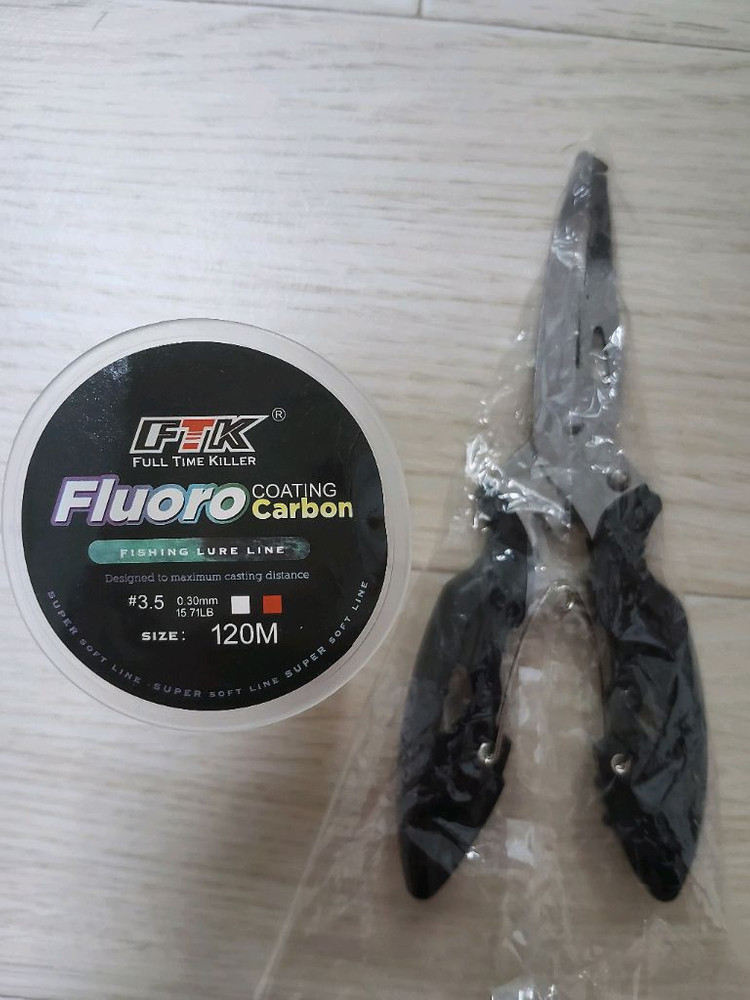 FTK®
FULL TIME KILLER
Fluoro COATING Carbon
FISHING LURE LINE
Designed to maximum casting distance
#3.5 0.30mm 15.71LB
SIZE: 120M
SUPER SOFT LINE · SUPER SOFT LINE SUPER SOFT LINE